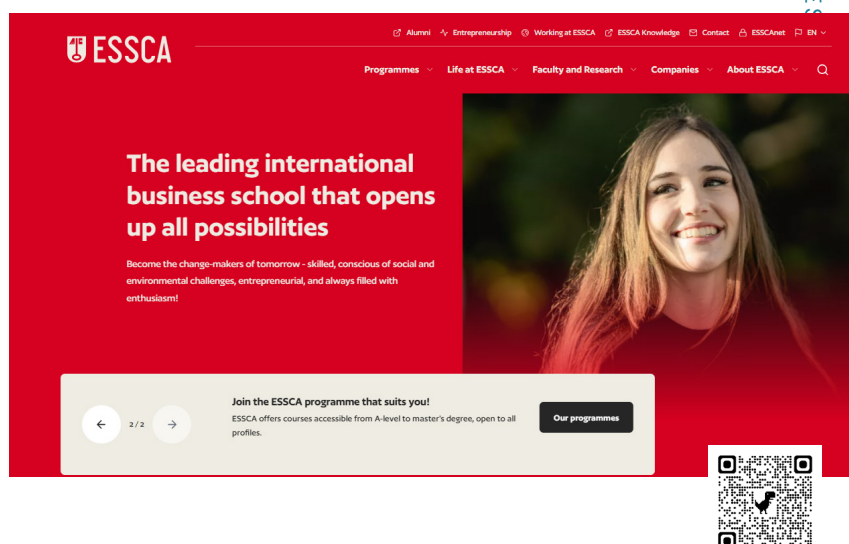 Alumni Entrepreneurship Working at ESSCA ESSCA Knowledge Contact ESSCAnet EN
ESSCA
Programmes Life at ESSCA Faculty and Research Companies About ESSCA
The leading international
business school that opens
up all possibilities
Become the change-makers of tomorrow - skilled, conscious of social and
environmental challenges, entrepreneurial, and always filled with
enthusiasm!
Join the ESSCA programme that suits you!
ESSCA offers courses accessible from A-level to master's degree, open to all
profiles.
2/2
Our programmes